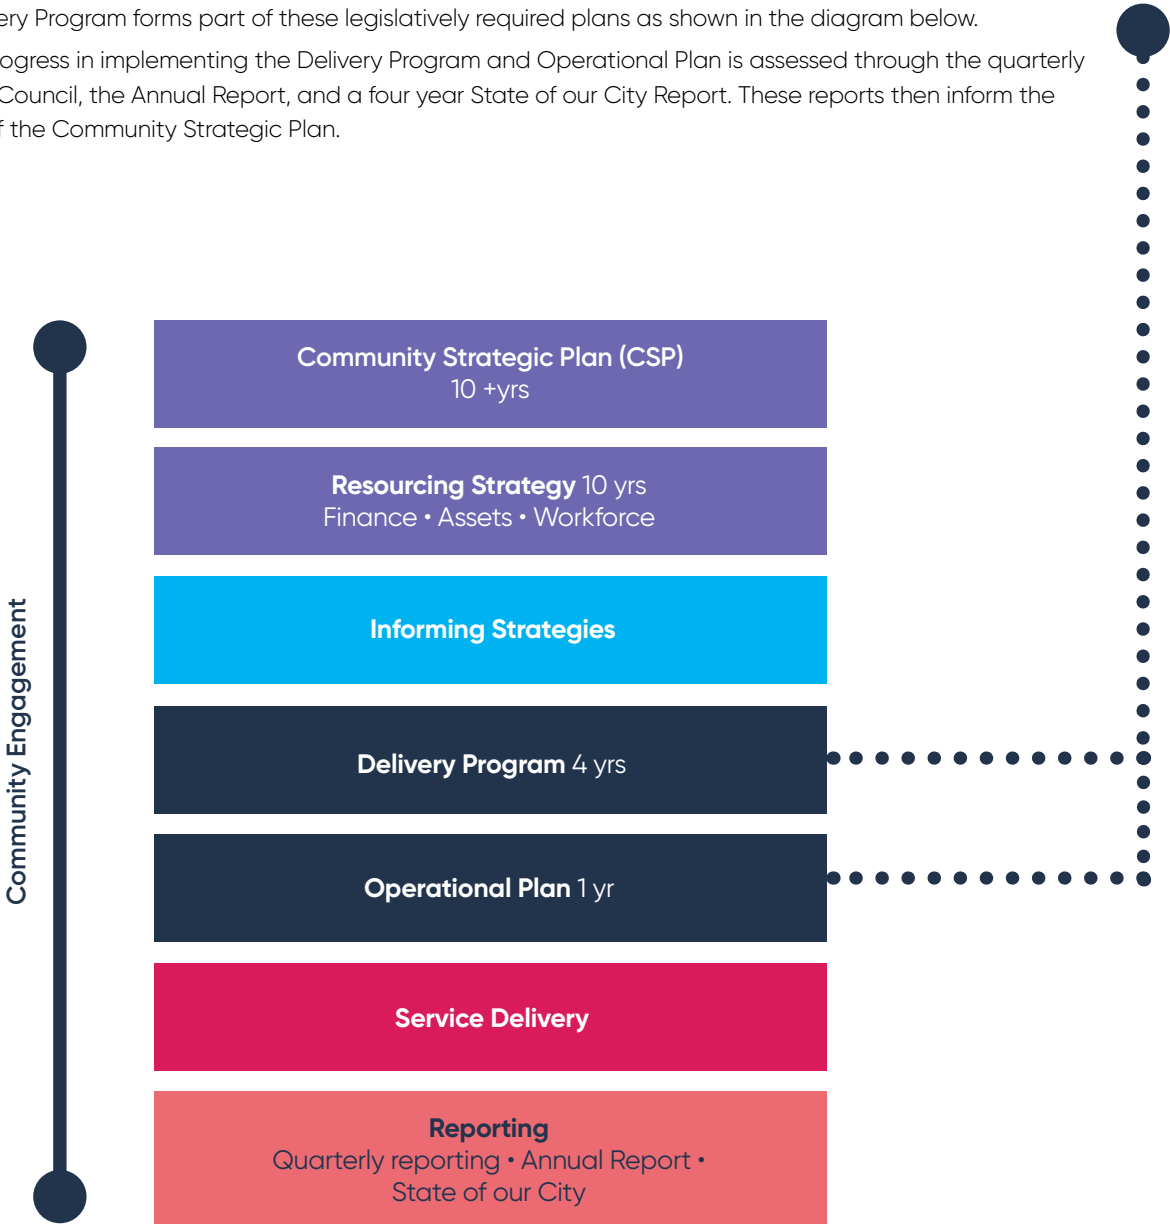 ery Program forms part of these legislatively required plans as shown in the diagram below.
ogress in implementing the Delivery Program and Operational Plan is assessed through the quarterly
Council, the Annual Report, and a four year State of our City Report. These reports then inform the
f the Community Strategic Plan.
Community Engagement
Community Strategic Plan (CSP)
10 +yrs
Resourcing Strategy 10 yrs
Finance • Assets • Workforce
Informing Strategies
Delivery Program 4 yrs
Operational Plan 1 yr
Service Delivery
Reporting
Quarterly reporting • Annual Report •
State of our City